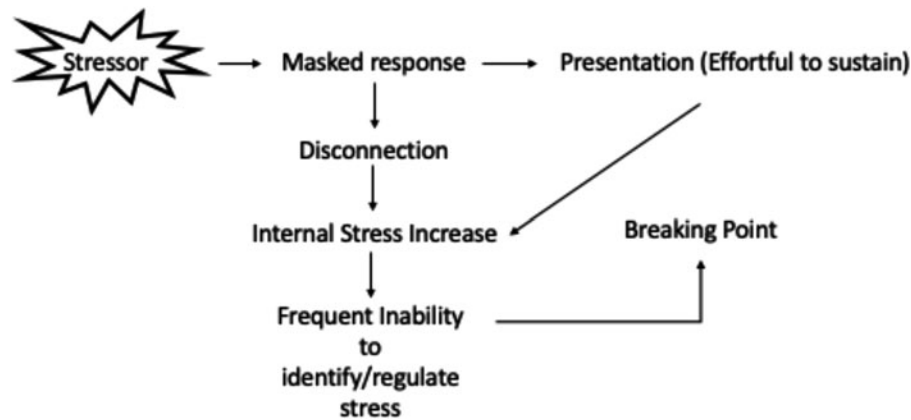 Stressor
Masked response
Presentation (Effortful to sustain)
Disconnection
Internal Stress Increase
Breaking Point
Frequent Inability
to
identify/regulate
stress